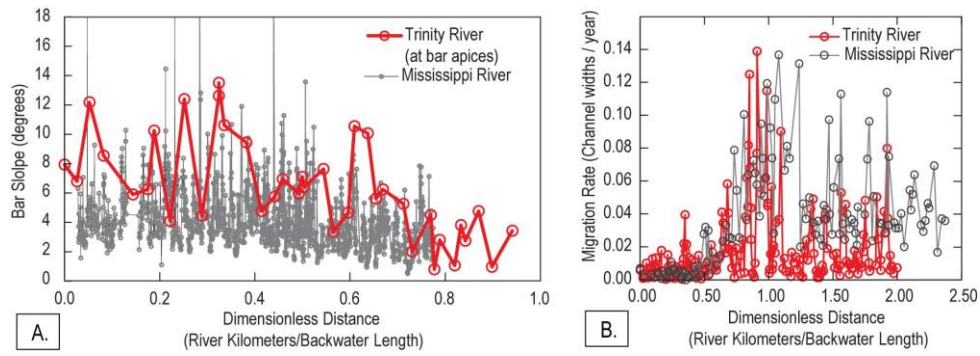 18
16
14
12
10
8
6
4
2
0
Bar Slolpe (degrees)
Trinity River
(at bar apices)
Mississippi River
0.0 0.2 0.4 0.6 0.8 1.0
Dimensionless Distance
(River Kilometers/Backwater Length)
A.
B.
0.14
0.12
0.10
0.08
0.06
0.04
0.02
0.00
Migration Rate (Channel widths / year)
Trinity River
Mississippi River
0.00 0.50 1.00 1.50 2.00 2.50
Dimensionless Distance
(River Kilometers/Backwater Length)
B.